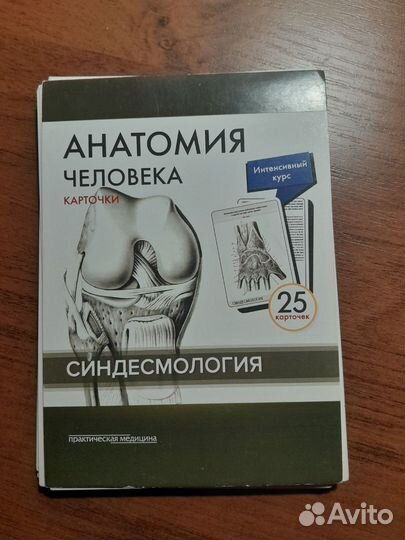 АНАТОМИЯ
ЧЕЛОВЕКА
КАРТОЧКИ
Интенсивный
курс
25
карточек
СИНДЕСМОЛОГИЯ
практическая медицина
Avito